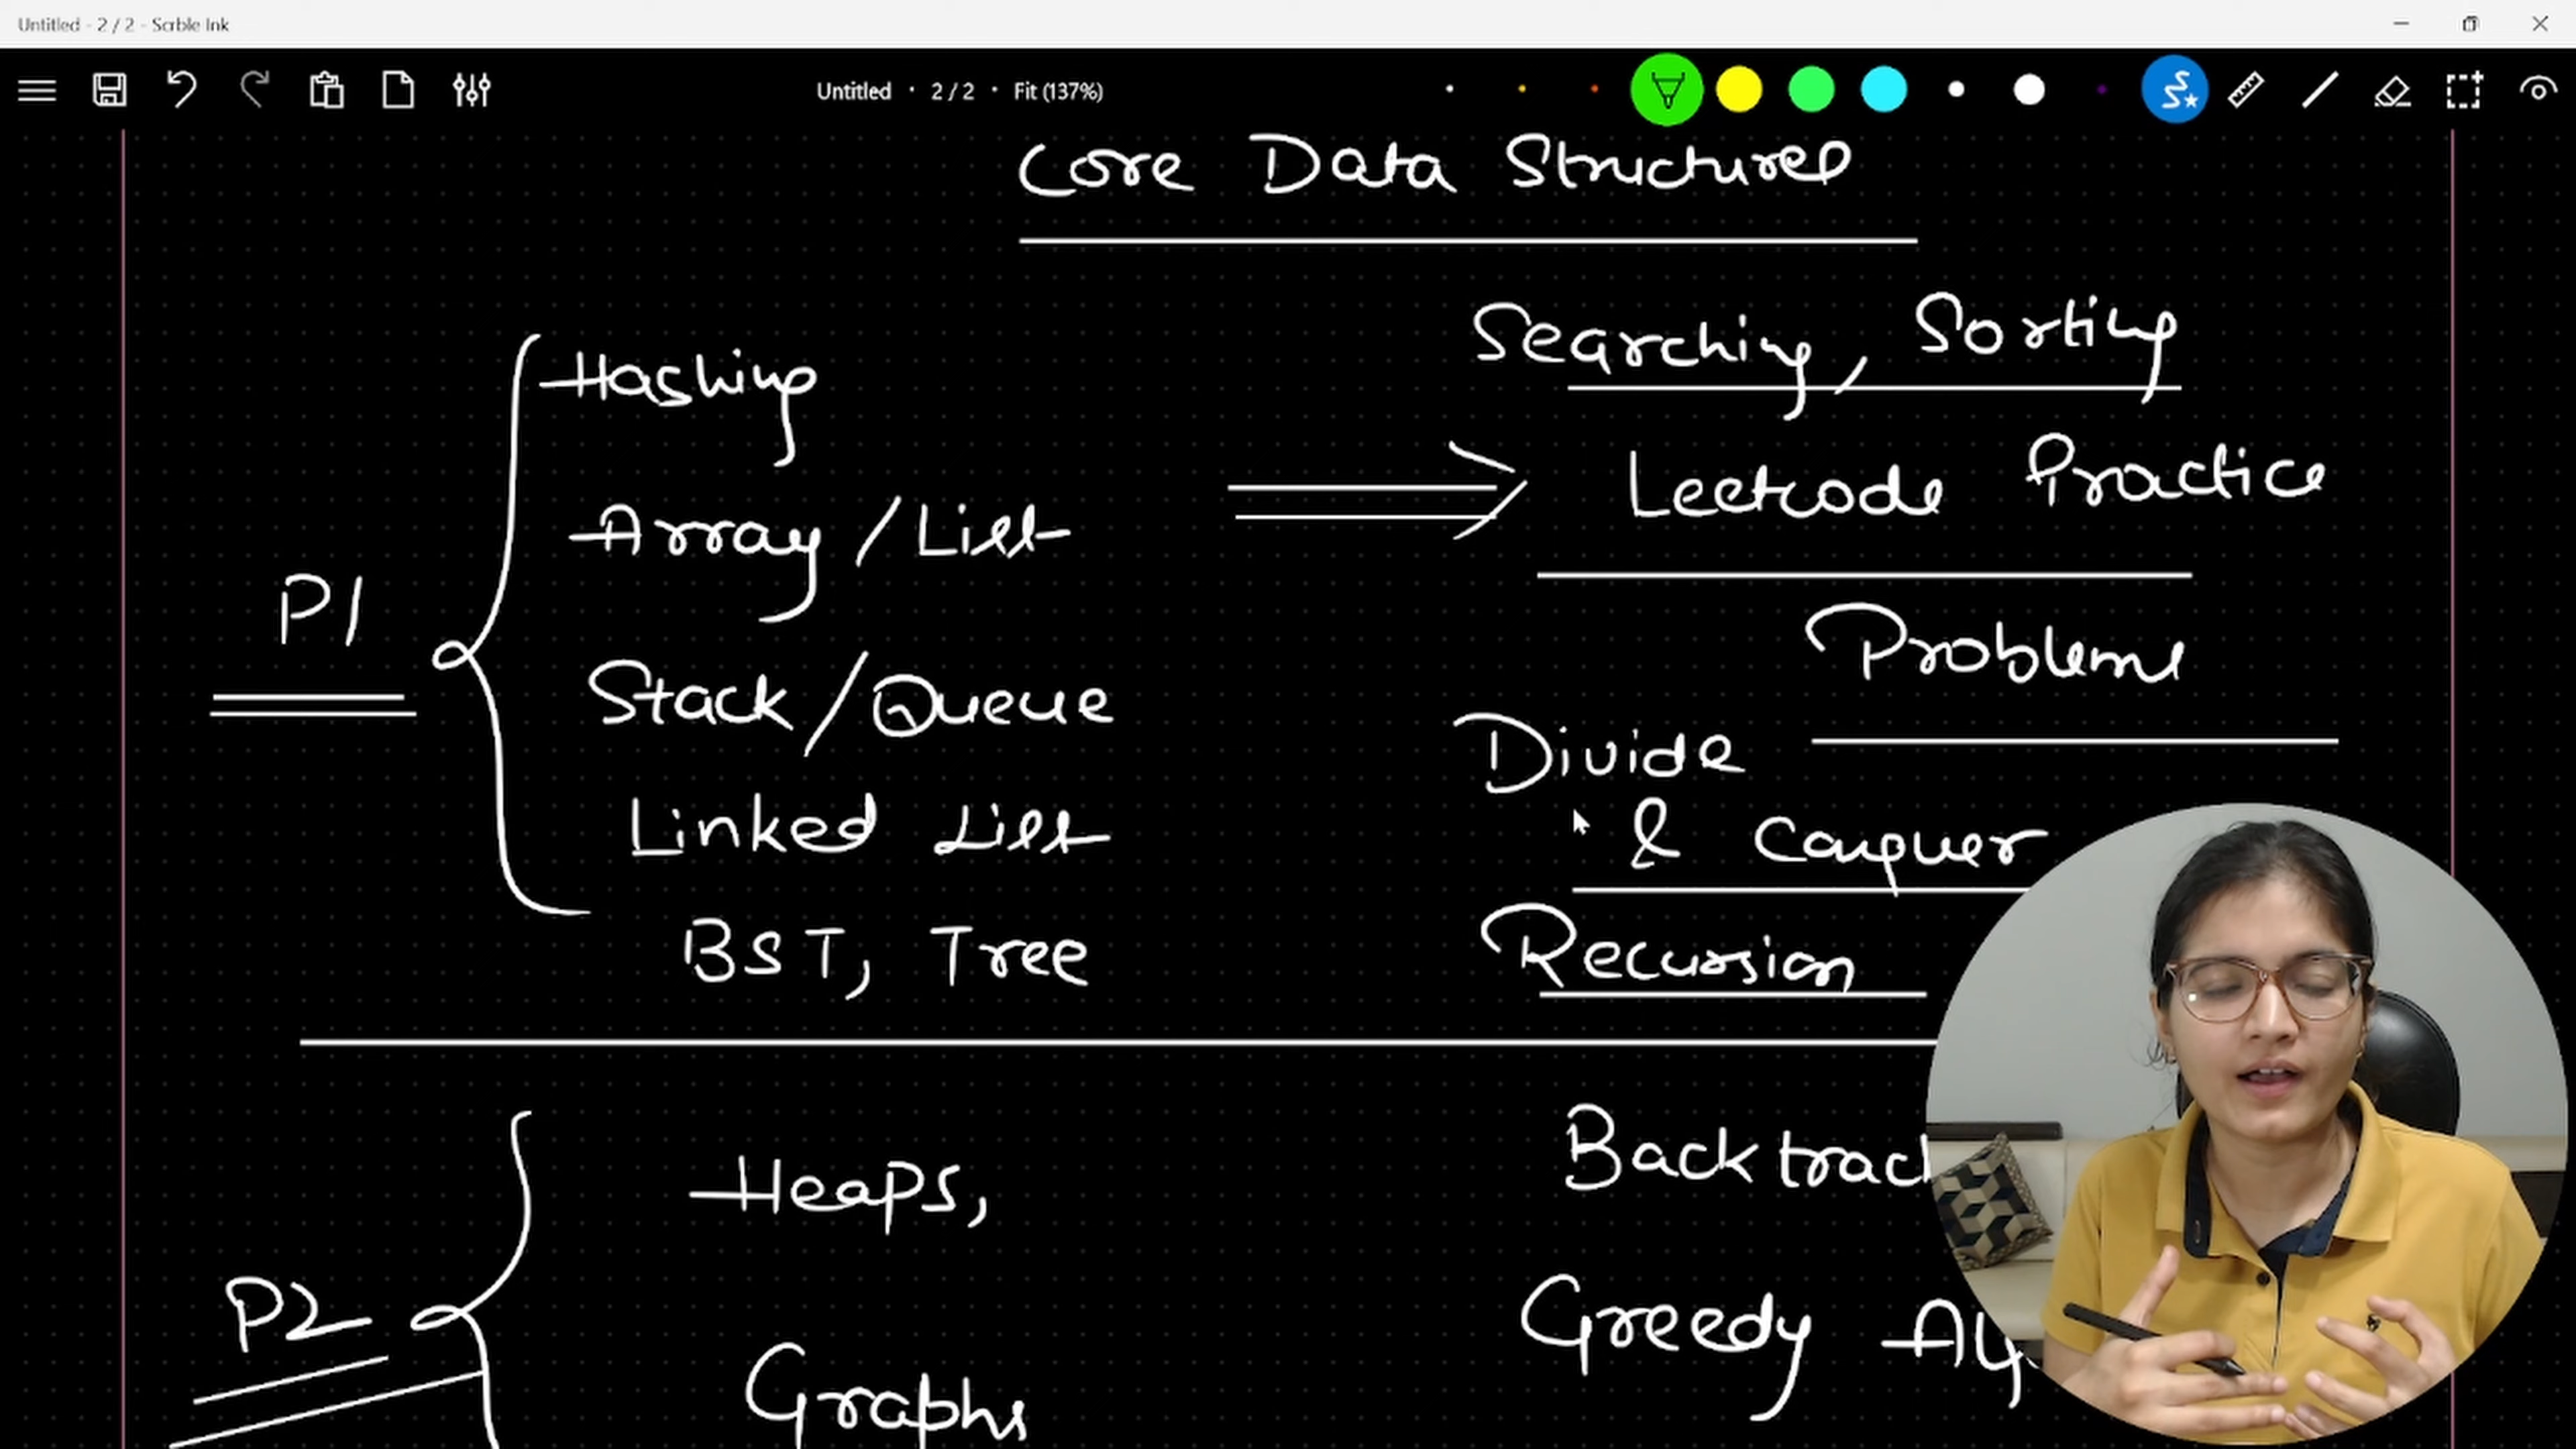 Untitled - 2 / 2 - Scrble Ink
Untitled · 2 / 2 · Fit (137%)
Core Data Structures
Searching, Sorting
Hashing
Leetcode Practice
Array / List
P1
Problems
Stack / Queue
Divide
Linked List
& Conquer
BST, Tree
Recursion
Backtrac
Heaps,
P2
Greedy
Graphs